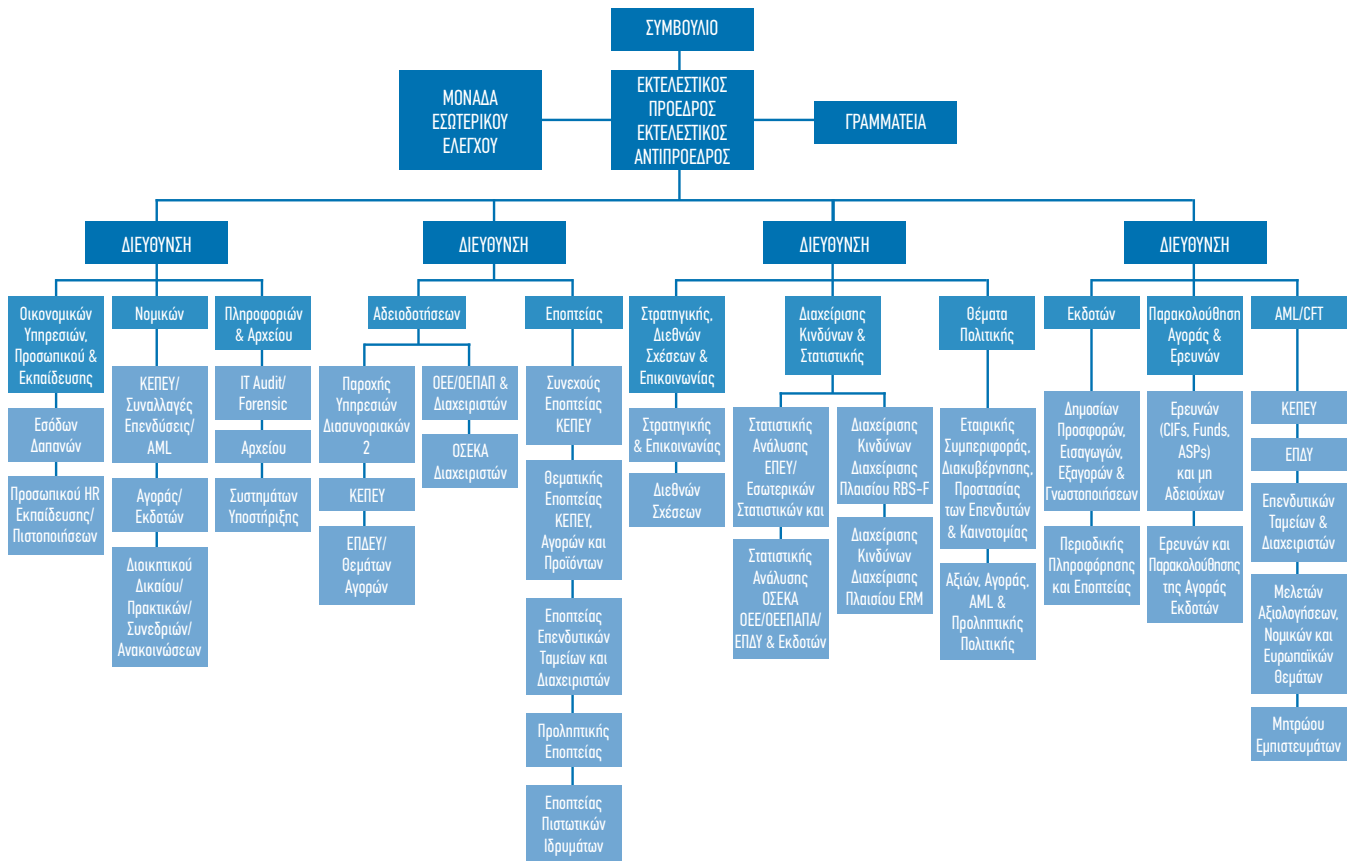 ΣΥΜΒΟΥΛΙΟ
ΜΟΝΑΔΑ
ΕΣΩΤΕΡΙΚΟΥ
ΕΛΕΓΧΟΥ
ΕΚΤΕΛΕΣΤΙΚΟΣ
ΠΡΟΕΔΡΟΣ
ΕΚΤΕΛΕΣΤΙΚΟΣ
ΑΝΤΙΠΡΟΕΔΡΟΣ
ΓΡΑΜΜΑΤΕΙΑ
ΔΙΕΥΘΥΝΣΗ
Οικονομικών
Υπηρεσιών,
Προσωπικού &
Εκπαίδευσης
Εσόδων
Δαπανών
Προσωπικού HR
Εκπαίδευσης/
Πιστοποιήσεων
Νομικών
ΚΕΠΕΥ/
Συναλλαγές
Επενδύσεις/
AML
Αγοράς/
Εκδοτών
Διοικητικού
Δικαίου/
Πρακτικών/
Συνεδριών/
Ανακοινώσεων
Πληροφοριών
& Αρχείου
IT Audit/
Forensic
Αρχείου
Συστημάτων
Υποστήριξης
ΔΙΕΥΘΥΝΣΗ
Αδειοδοτήσεων
Παροχής
Υπηρεσιών
Διασυνοριακών
2
ΚΕΠΕΥ
ΕΠΔΕΥ/
Θεμάτων
Αγορών
ΟΕΕ/ΟΕΠΑΠ &
Διαχειριστών
ΟΣΕΚΑ
Διαχειριστών
Εποπτείας
Συνεχούς
Εποπτείας
ΚΕΠΕΥ
Θεματικής
Εποπτείας
ΚΕΠΕΥ,
Αγορών και
Προϊόντων
Εποπτείας
Επενδυτικών
Ταμείων και
Διαχειριστών
Προληπτικής
Εποπτείας
Εποπτείας
Πιστωτικών
Ιδρυμάτων
ΔΙΕΥΘΥΝΣΗ
Στρατηγικής,
Διεθνών
Σχέσεων &
Επικοινωνίας
Στρατηγικής
& Επικοινωνίας
Διεθνών
Σχέσεων
Διαχείρισης
Κινδύνων &
Στατιστικής
Στατιστικής
Ανάλυσης
ΕΠΕΥ/
Εσωτερικών
Στατιστικών και
Στατιστικής
Ανάλυσης
ΟΣΕΚΑ
ΟΕΕ/ΟΕΕΠΑΠΑ/
ΕΠΔΥ & Εκδοτών
Διαχείρισης
Κινδύνων
Διαχείρισης
Πλαισίου RBS-F
Διαχείρισης
Κινδύνων
Διαχείρισης
Πλαισίου ERM
Θέματα
Πολιτικής
Εταιρικής
Συμπεριφοράς,
Διακυβέρνησης,
Προστασίας
των Επενδυτών
& Καινοτομίας
Αξιών, Αγοράς,
AML &
Προληπτικής
Πολιτικής
ΔΙΕΥΘΥΝΣΗ
Εκδοτών
Δημοσίων
Προσφορών,
Εισαγωγών,
Εξαγορών &
Γνωστοποιήσεων
Περιοδικής
Πληροφόρησης
και Εποπτείας
Παρακολούθηση
Αγοράς &
Ερευνών
Ερευνών
(CIFs, Funds,
ASPs)
και μη
Αδειούχων
Ερευνών και
Παρακολούθησης
της Αγοράς
Εκδοτών
AML/CFT
ΚΕΠΕΥ
ΕΠΔΥ
Επενδυτικών
Ταμείων &
Διαχειριστών
Μελετών
Αξιολογήσεων,
Νομικών και
Ευρωπαϊκών
Θεμάτων
Μητρώου
Εμπιστευμάτων